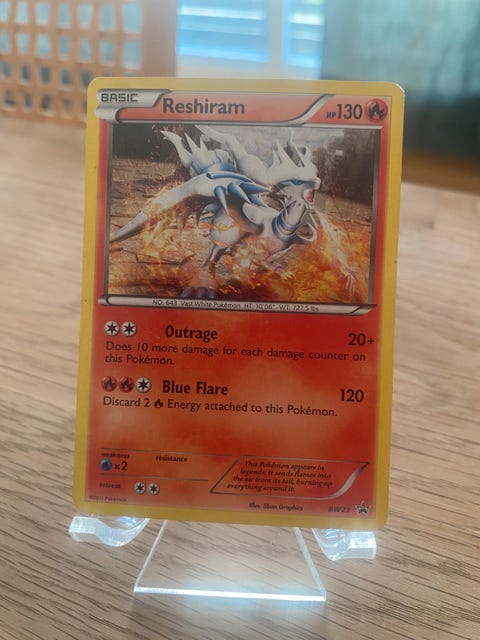 BASIC Reshiram HP130
NO. 643 Vast White Pokémon HT: 10'06" WT: 727.5 lbs.
Outrage 20+
Does 10 more damage for each damage counter on
this Pokémon.
Blue Flare 120
Discard 2 Energy attached to this Pokémon.
weakness resistance
x2
This Pokémon appears in
legends. It sends flames into
the air from its tail, burning up
everything around it.
retreat
©2011 Pokémon
Illus. Shin Graphics
BW23